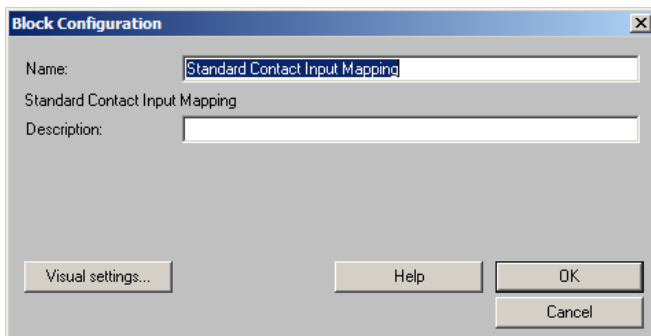 Block Configuration
Name: Standard Contact Input Mapping
Standard Contact Input Mapping
Description:
Visual settings... Help OK
Cancel